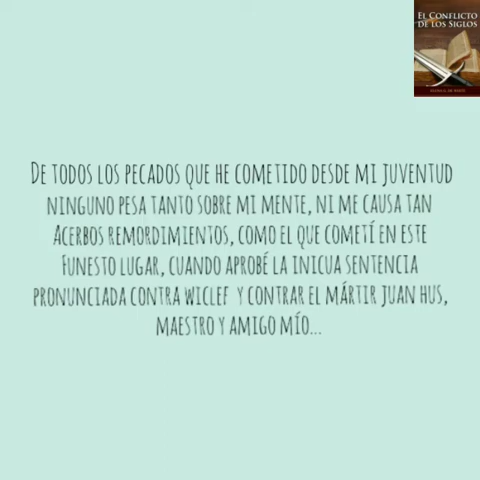 EL CONFLICTO
DE LOS SIGLOS
DE TODOS LOS PECADOS QUE HE COMETIDO DESDE MI JUVENTUD
NINGUNO PESA TANTO SOBRE MI MENTE, NI ME CAUSA TAN
ACERBOS REMORDIMIENTOS, COMO EL QUE COMETÍ EN ESTE
FUNESTO LUGAR, CUANDO APROBÉ LA INICUA SENTENCIA
PRONUNCIADA CONTRA WICLEF Y CONTRAR EL MÁRTIR JUAN HUS,
MAESTRO Y AMIGO MÍO...